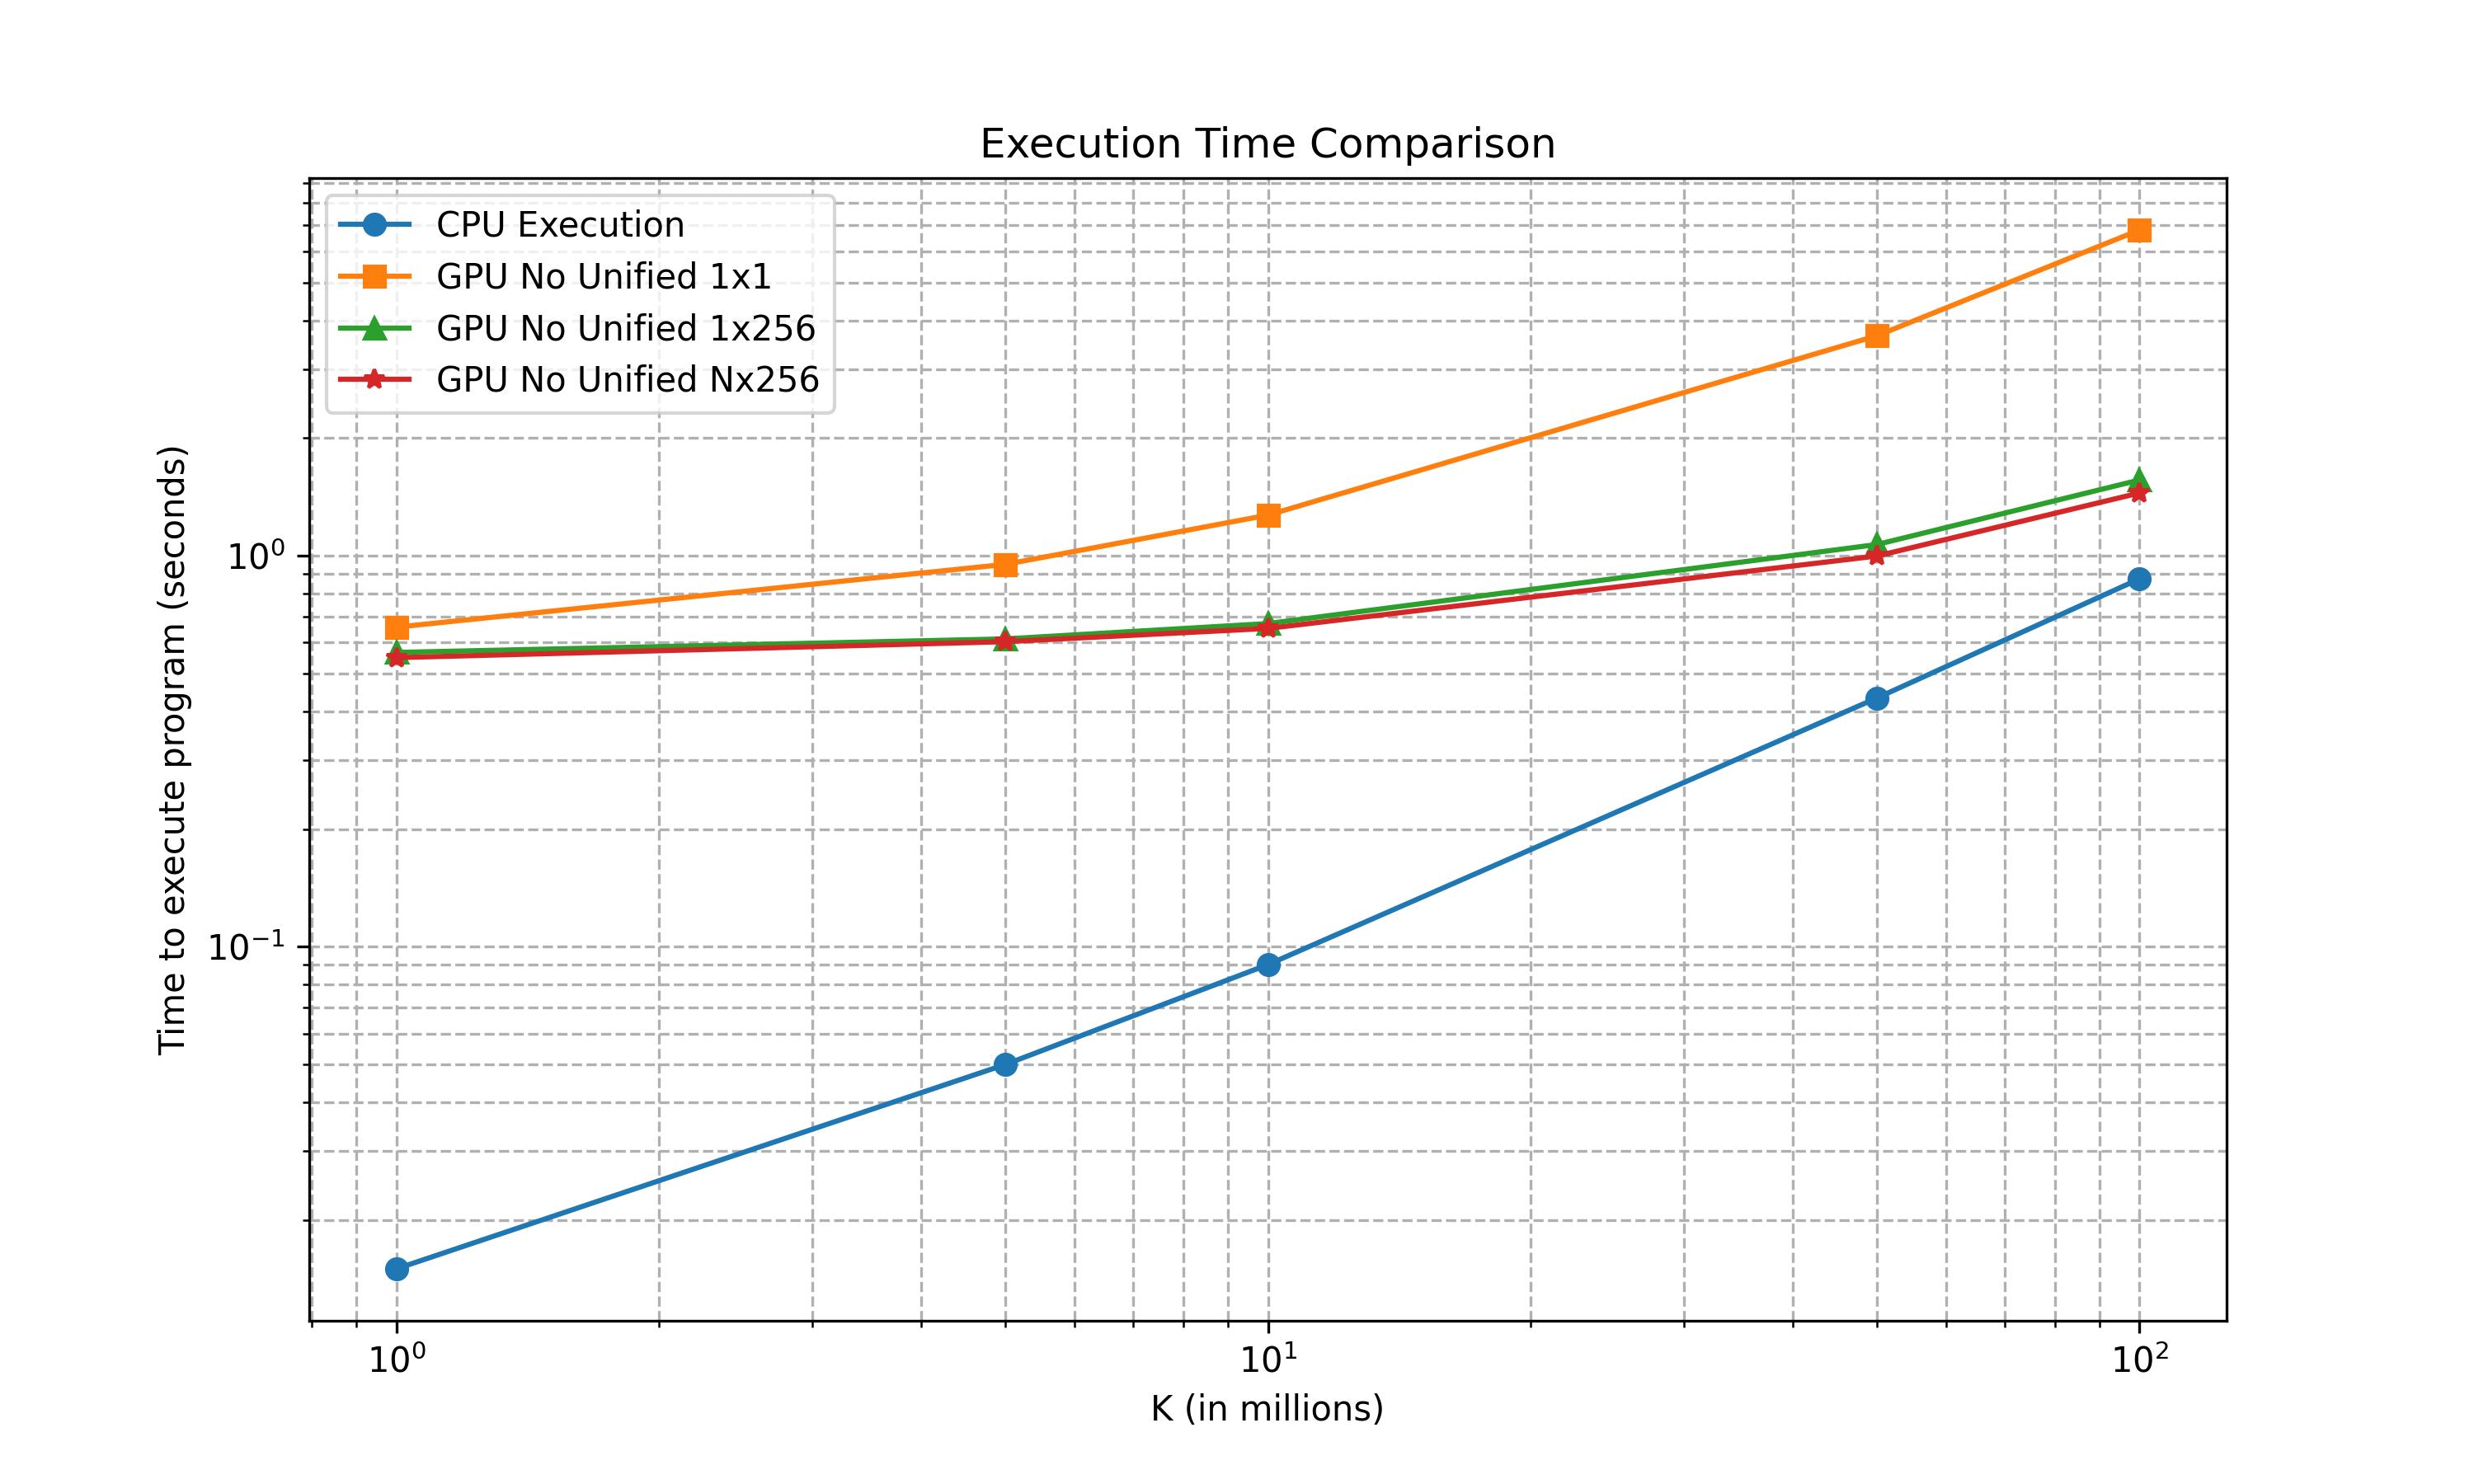 Execution Time Comparison
CPU Execution
GPU No Unified 1x1
GPU No Unified 1x256
GPU No Unified Nx256
Time to execute program (seconds)
10⁰
10⁻¹
10⁰ 10¹ 10²
K (in millions)